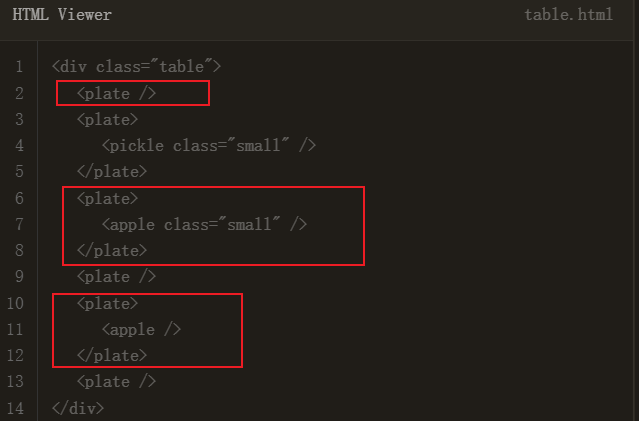 HTML Viewer table.html
1 <div class="table">
2 <plate />
3 <plate>
4 <pickle class="small" />
5 </plate>
6 <plate>
7 <apple class="small" />
8 </plate>
9 <plate />
10 <plate>
11 <apple />
12 </plate>
13 <plate />
14 </div>